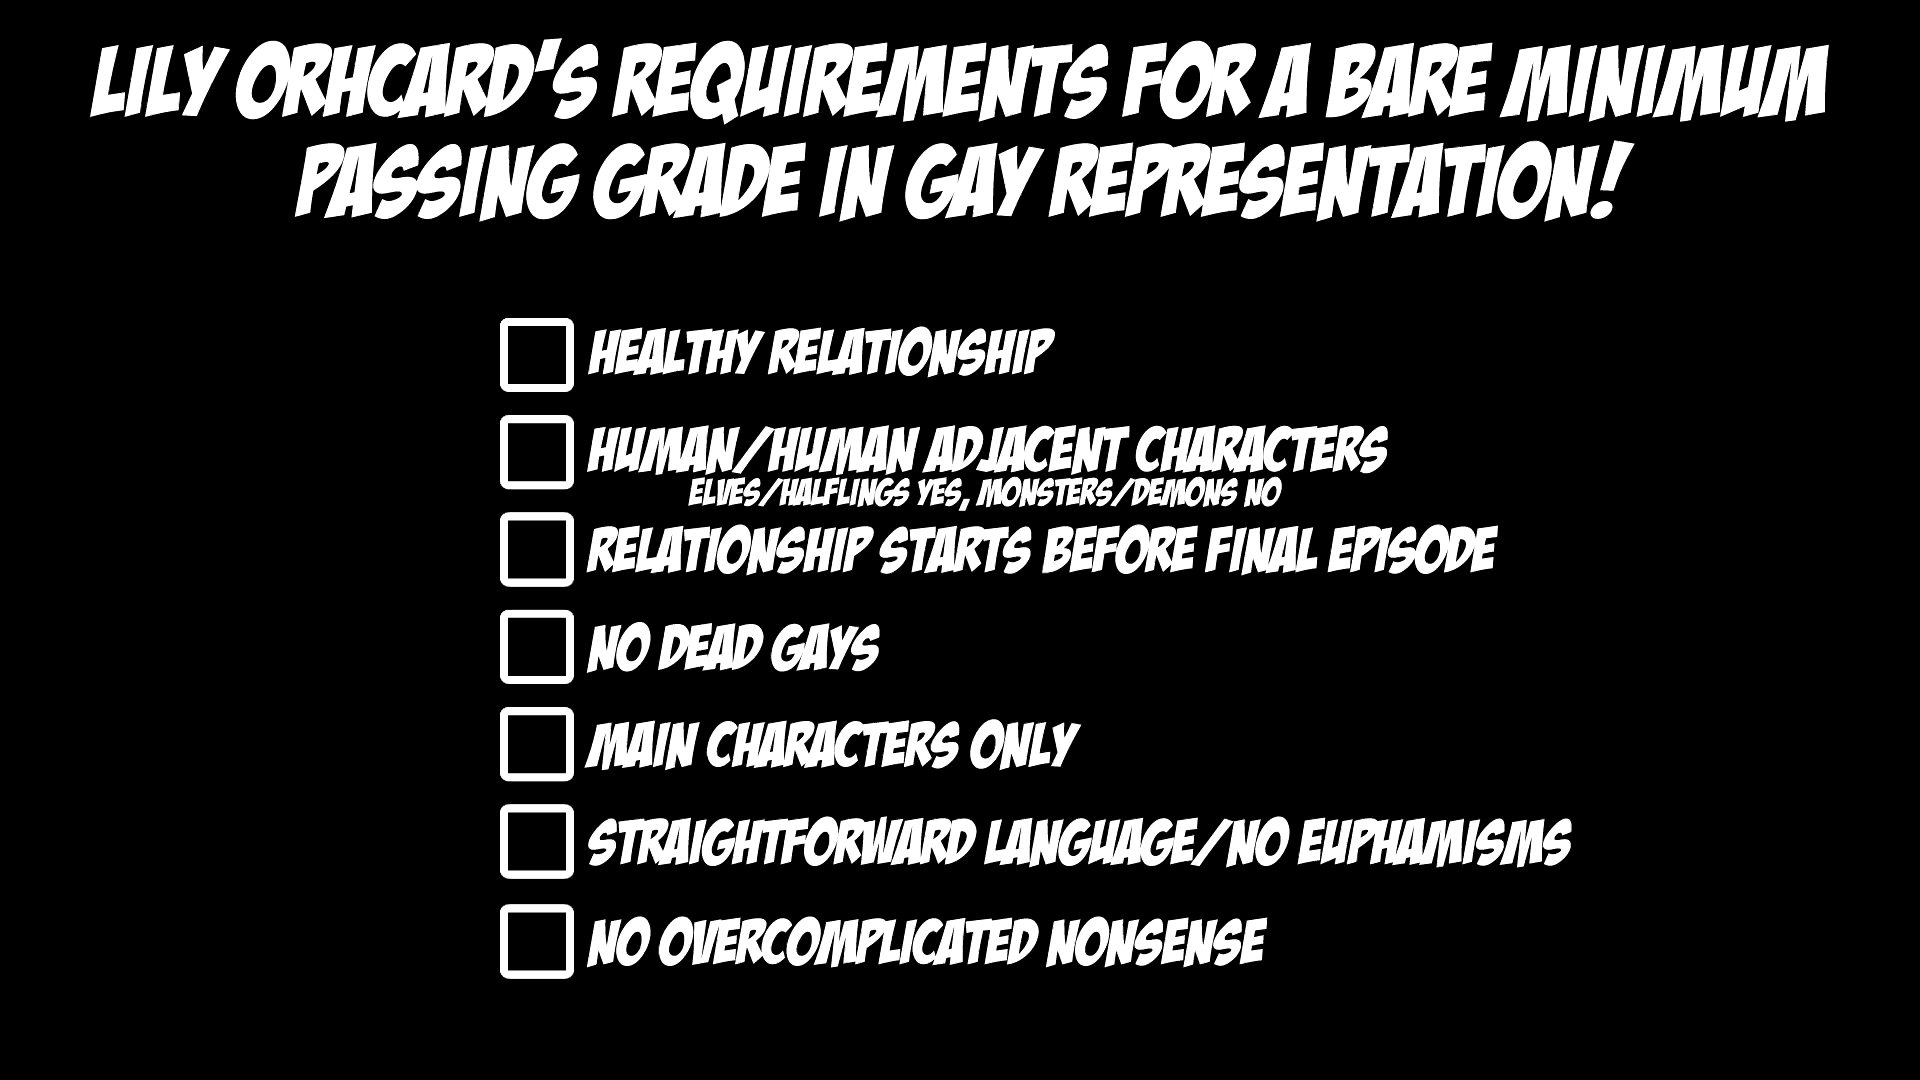 LILY ORHCARD'S REQUIREMENTS FOR A BARE MINIMUM
PASSING GRADE IN GAY REPRESENTATION!
HEALTHY RELATIONSHIP
HUMAN/HUMAN ADJACENT CHARACTERS
ELVES/HALFLINGS YES, MONSTERS/DEMONS NO
RELATIONSHIP STARTS BEFORE FINAL EPISODE
NO DEAD GAYS
MAIN CHARACTERS ONLY
STRAIGHTFORWARD LANGUAGE/NO EUPHAMISMS
NO OVERCOMPLICATED NONSENSE